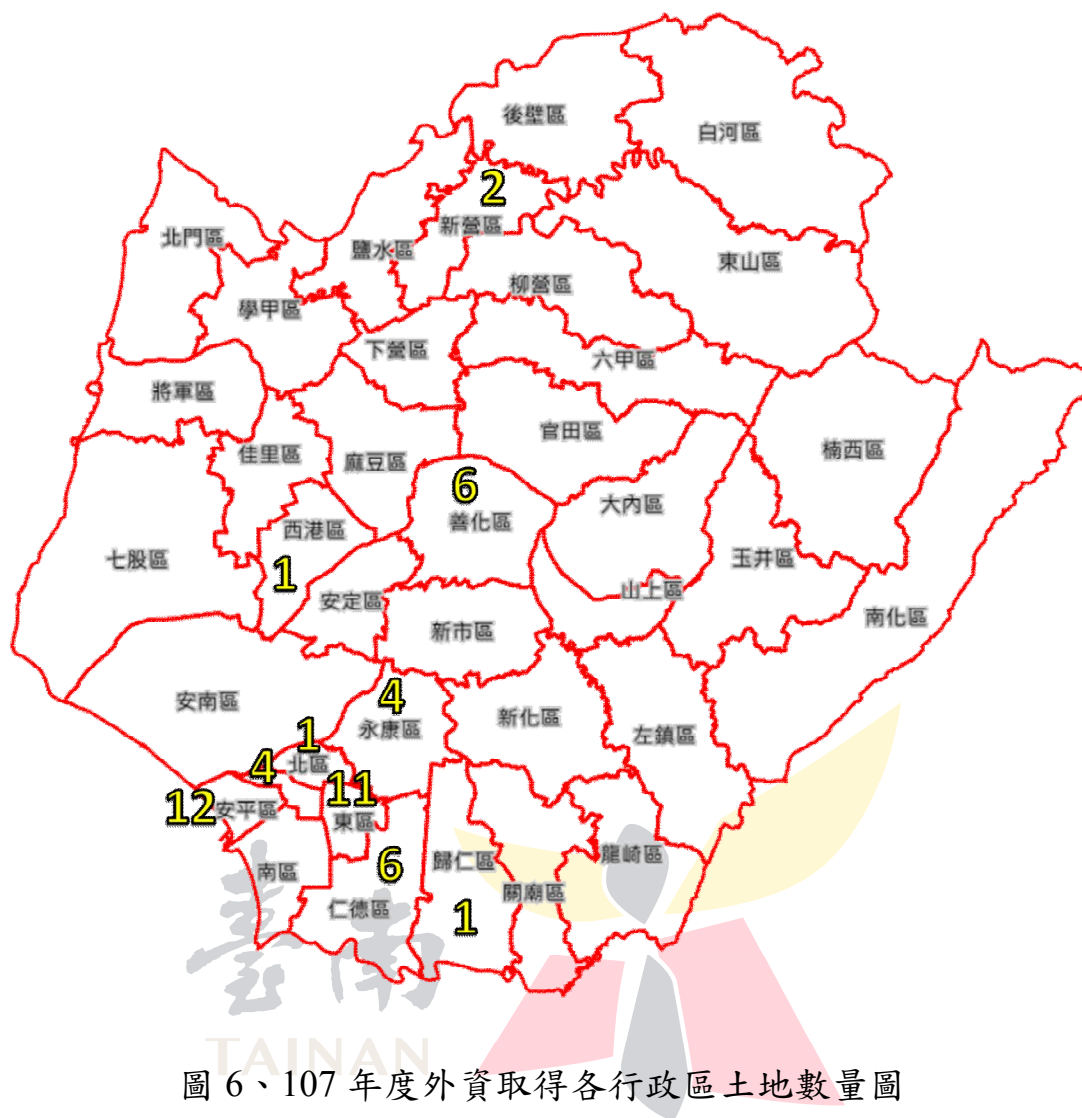 後壁區
白河區
2
新營區
北門區
鹽水區
東山區
柳營區
學甲區
下營區
六甲區
將軍區
官田區
佳里區
麻豆區
楠西區
6
善化區
大內區
西港區
七股區
玉井區
1
安定區
山上區
南化區
新市區
4
安南區
永康區
新化區
左鎮區
1
北區
4
11
12
安平區
東區
6
歸仁區
龍崎區
南區
關廟區
仁德區
1
臺南
TAINAN
圖 6、107 年度外資取得各行政區土地數量圖